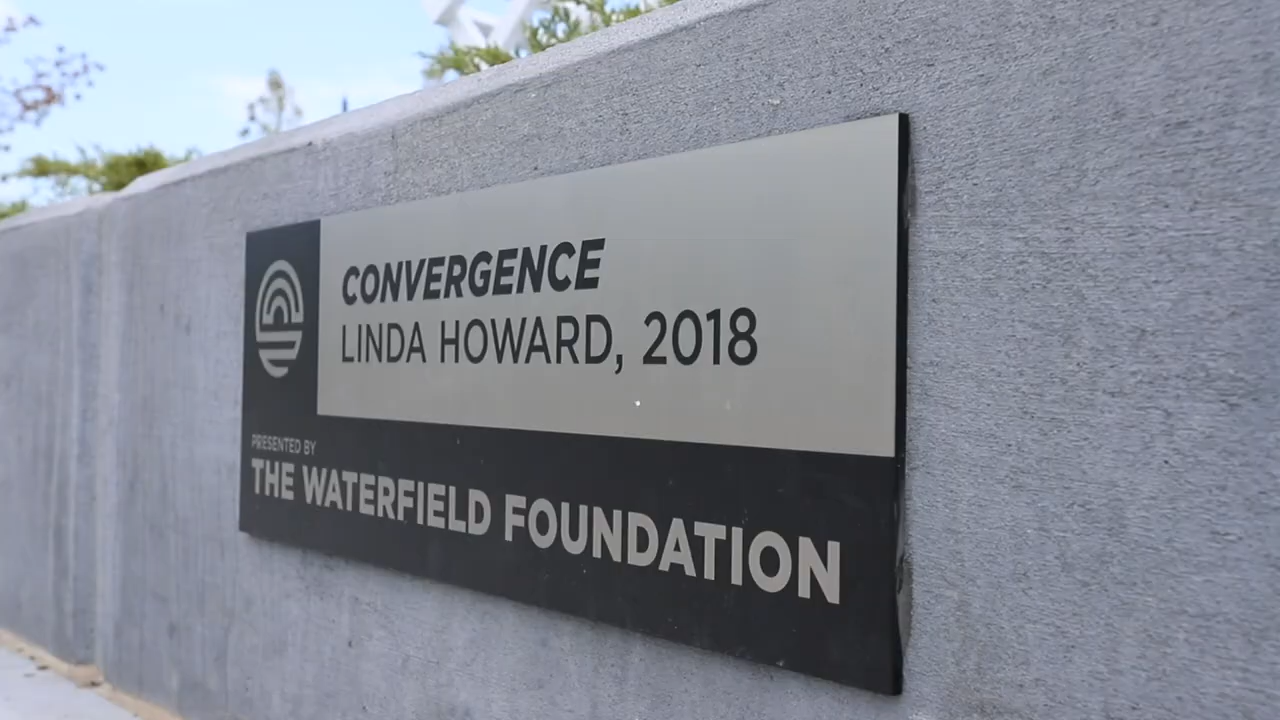 CONVERGENCE
LINDA HOWARD, 2018
PRESENTED BY
THE WATERFIELD FOUNDATION